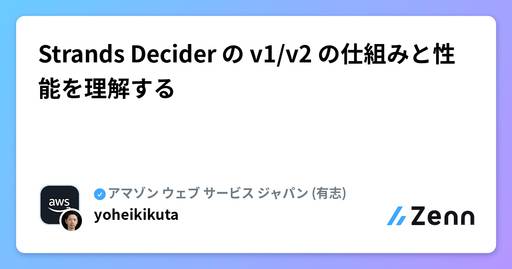 Strands Decider の v1/v2 の仕組みと性
能を理解する
aws
アマゾン ウェブ サービス ジャパン (有志)
yoheikikuta
Zenn